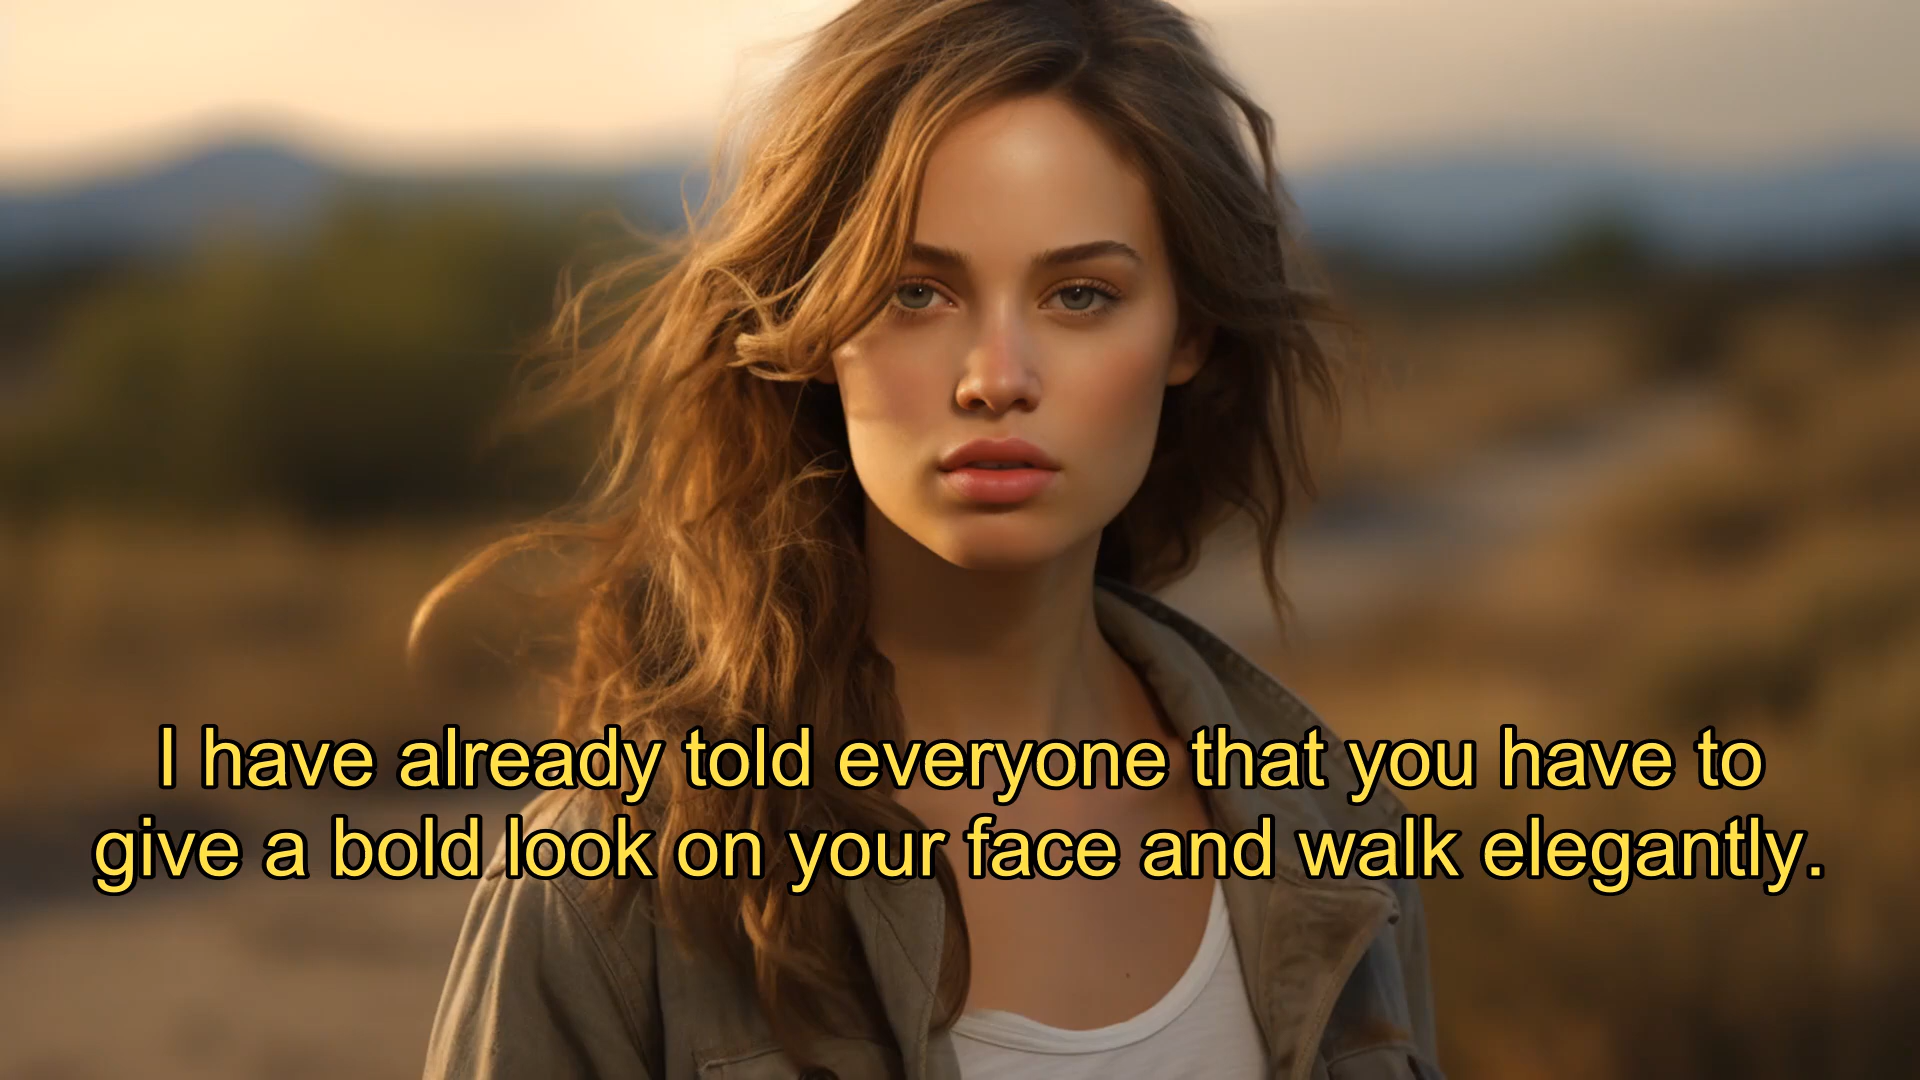 I have already told everyone that you have to
give a bold look on your face and walk elegantly.